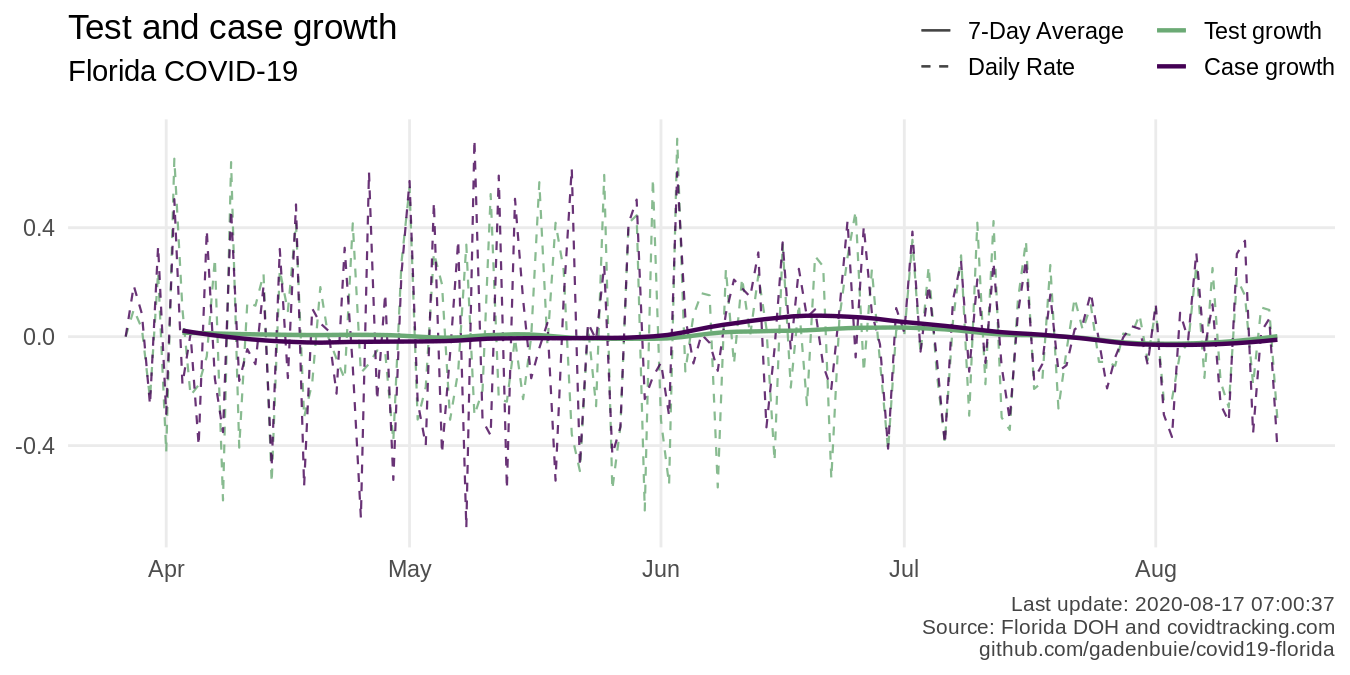 Test and case growth
Florida COVID-19
7-Day Average
Test growth
Daily Rate
Case growth
0.4
0.0
-0.4
Apr
May
Jun
Jul
Aug
Last update: 2020-08-17 07:00:37
Source: Florida DOH and covidtracking.com
github.com/gadenbuie/covid19-florida